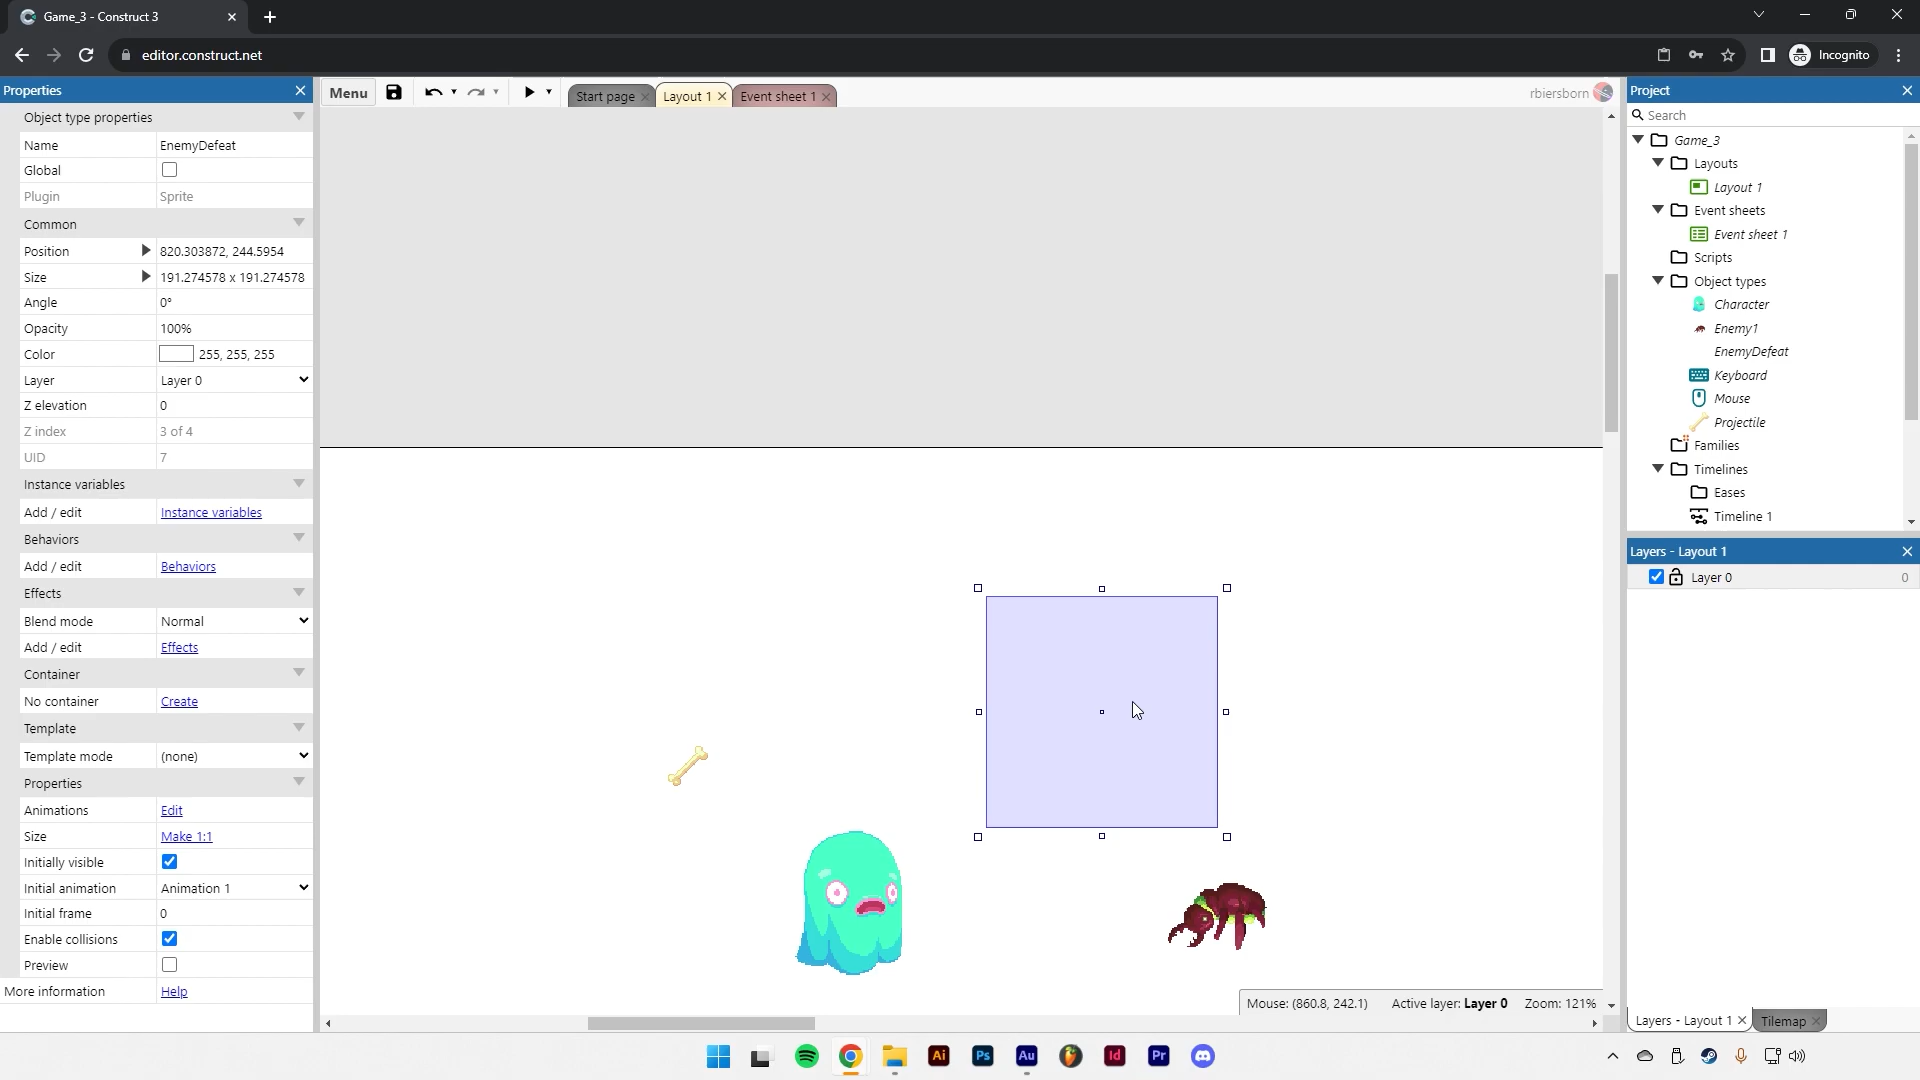 Game_3 - Construct 3
editor.construct.net
Incognito
Properties
Menu
Start page
Layout 1
Event sheet 1
rbiersborn
Project
Object type properties
Name EnemyDefeat
Global
Plugin Sprite
Common
Position 820.303872, 244.5954
Size 191.274578 x 191.274578
Angle 0°
Opacity 100%
Color 255, 255, 255
Layer Layer 0
Z elevation 0
Z index 3 of 4
UID 7
Instance variables
Add / edit Instance variables
Behaviors
Add / edit Behaviors
Effects
Blend mode Normal
Add / edit Effects
Container
No container Create
Template
Template mode (none)
Properties
Animations Edit
Size Make 1:1
Initially visible
Initial animation Animation 1
Initial frame 0
Enable collisions
Preview
More information Help
Mouse: (860.8, 242.1) Active layer: Layer 0 Zoom: 121%
Search
Game_3
Layouts
Layout 1
Event sheets
Event sheet 1
Scripts
Object types
Character
Enemy1
EnemyDefeat
Keyboard
Mouse
Projectile
Families
Timelines
Eases
Timeline 1
Layers - Layout 1
Layer 0 0
Layers - Layout 1
Tilemap
Ai
Ps
Au
Id
Pr